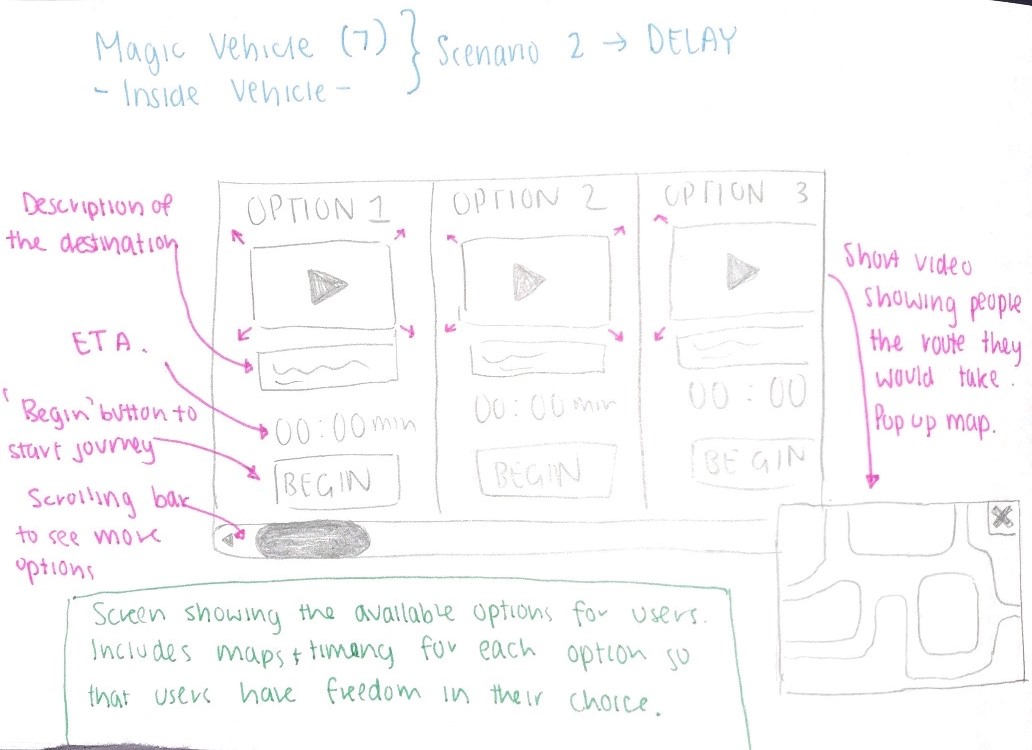 Magic Vehicle (7) } Scenario 2 → DELAY
- Inside Vehicle -
Description of
the destination
ETA.
'Begin' button to
start journey
Scrolling bar
to see more
options
OPTION 1
00:00 min
BEGIN
OPTION 2
00:00 min
BEGIN
OPTION 3
00:00
BEGIN
Short video
showing people
the route they
would take.
Pop up map.
X
Screen showing the available options for users.
Includes maps + timing for each option so
that users have freedom in their choice.